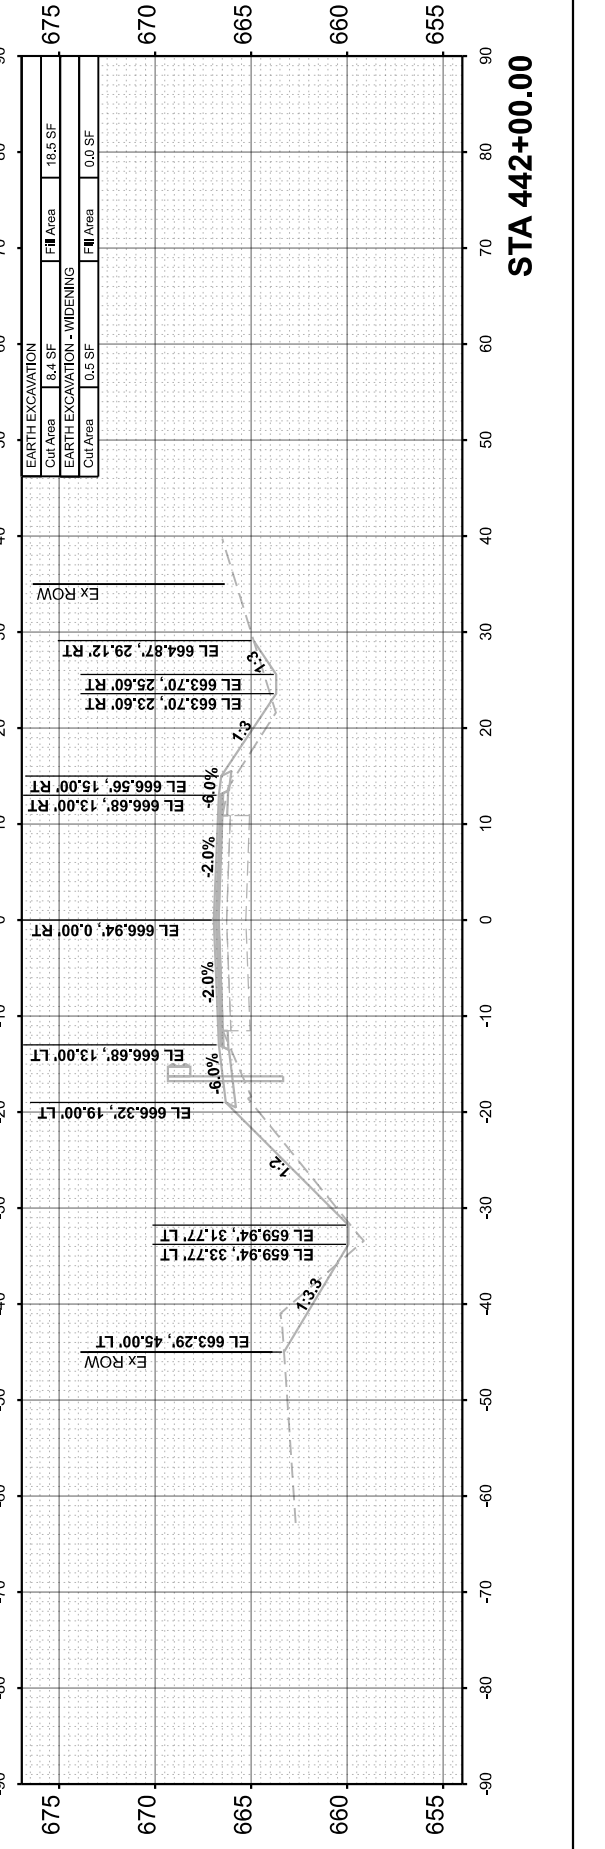 EARTH EXCAVATION
Cut Area 8.4 SF Fill Area 18.5 SF
EARTH EXCAVATION - WIDENING
Cut Area 0.5 SF Fill Area 0.0 SF
675 675
670 670
665 665
660 660
655 655
Ex ROW
EL 663.29', 45.00' LT
EL 659.94', 33.77' LT
EL 659.94', 31.77' LT
EL 666.32', 19.00' LT
EL 666.68', 13.00' LT
EL 666.94', 0.00' RT
EL 666.68', 13.00' RT
EL 666.56', 15.00' RT
EL 663.70', 23.60' RT
EL 663.70', 25.60' RT
EL 664.87', 29.12' RT
Ex ROW
1:3.3
1:2
-6.0%
-2.0%
-2.0%
-6.0%
1:3
1:3
-90 -80 -70 -60 -50 -40 -30 -20 -10 0 10 20 30 40 50 60 70 80 90
STA 442+00.00